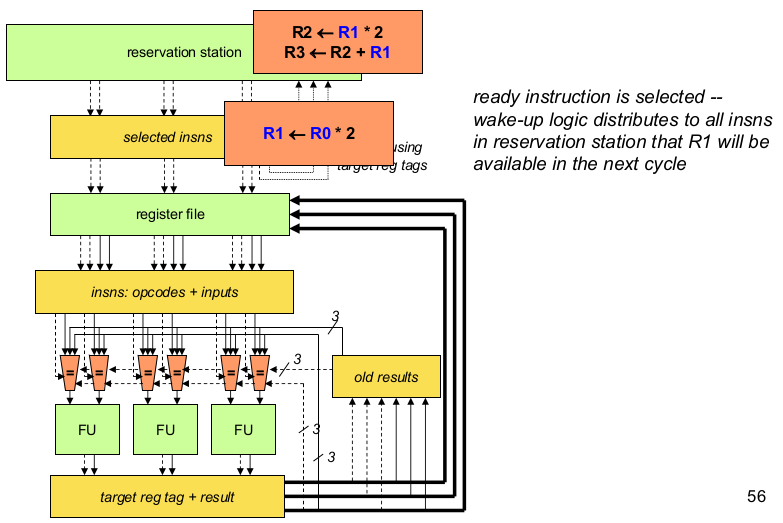 R2 ← R1 * 2
R3 ← R2 + R1
reservation station
R1 ← R0 * 2
selected insns
using
target reg tags
ready instruction is selected --
wake-up logic distributes to all insns
in reservation station that R1 will be
available in the next cycle
register file
insns: opcodes + inputs
3
= = = = = =
3
old results
FU FU FU
3
3
target reg tag + result
56